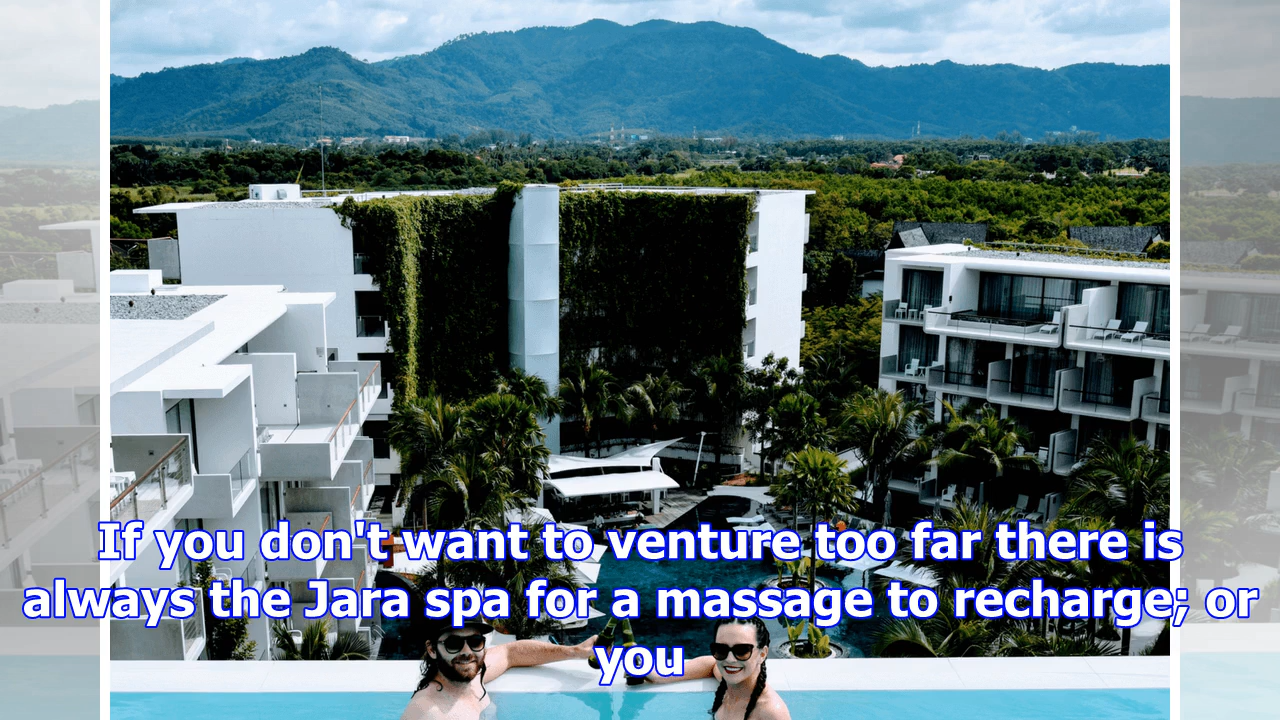 If you don't want to venture too far there is
always the Jara spa for a massage to recharge; or
you